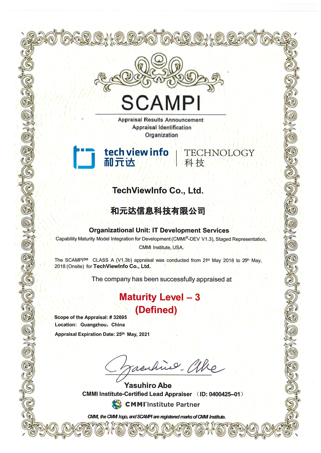 SCAMPI
Appraisal Results Announcement
Appraisal Identification
Organization
tech view info
和元达
TECHNOLOGY
科技
TechViewInfo Co., Ltd.
和元达信息科技有限公司
Organizational Unit: IT Development Services
Capability Maturity Model Integration for Development (CMMI®-DEV V1.3), Staged Representation,
CMMI Institute, USA.
The SCAMPI℠ CLASS A (V1.3b) appraisal was conducted from 21st May 2018 to 25th May,
2018 (Onsite) for TechViewInfo Co., Ltd.
The company has been successfully appraised at
Maturity Level – 3
(Defined)
Scope of the Appraisal: # 32695
Location: Guangzhou, China
Appraisal Expiration Date: 25th May, 2021
Yasuhiro Abe
Yasuhiro Abe
CMMI Institute-Certified Lead Appraiser （ID: 0400425–01）
CMMI Institute Partner
CMMI, the CMMI logo, and SCAMPI are registered marks of CMMI Institute.